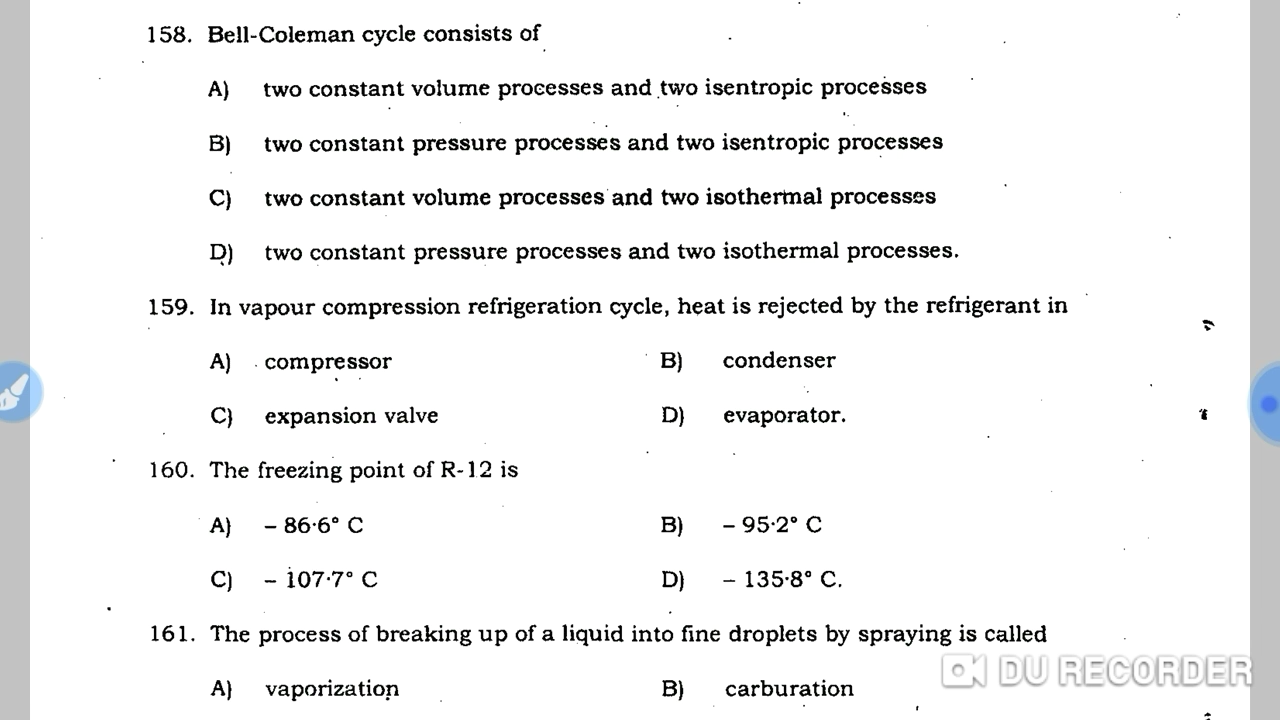 158. Bell-Coleman cycle consists of
A) two constant volume processes and two isentropic processes
B) two constant pressure processes and two isentropic processes
C) two constant volume processes and two isothermal processes
D) two constant pressure processes and two isothermal processes.
159. In vapour compression refrigeration cycle, heat is rejected by the refrigerant in
A) compressor B) condenser
C) expansion valve D) evaporator.
160. The freezing point of R-12 is
A) – 86·6° C B) – 95·2° C
C) – 107·7° C D) – 135·8° C.
161. The process of breaking up of a liquid into fine droplets by spraying is called
DU RECORDER
A) vaporization B) carburation